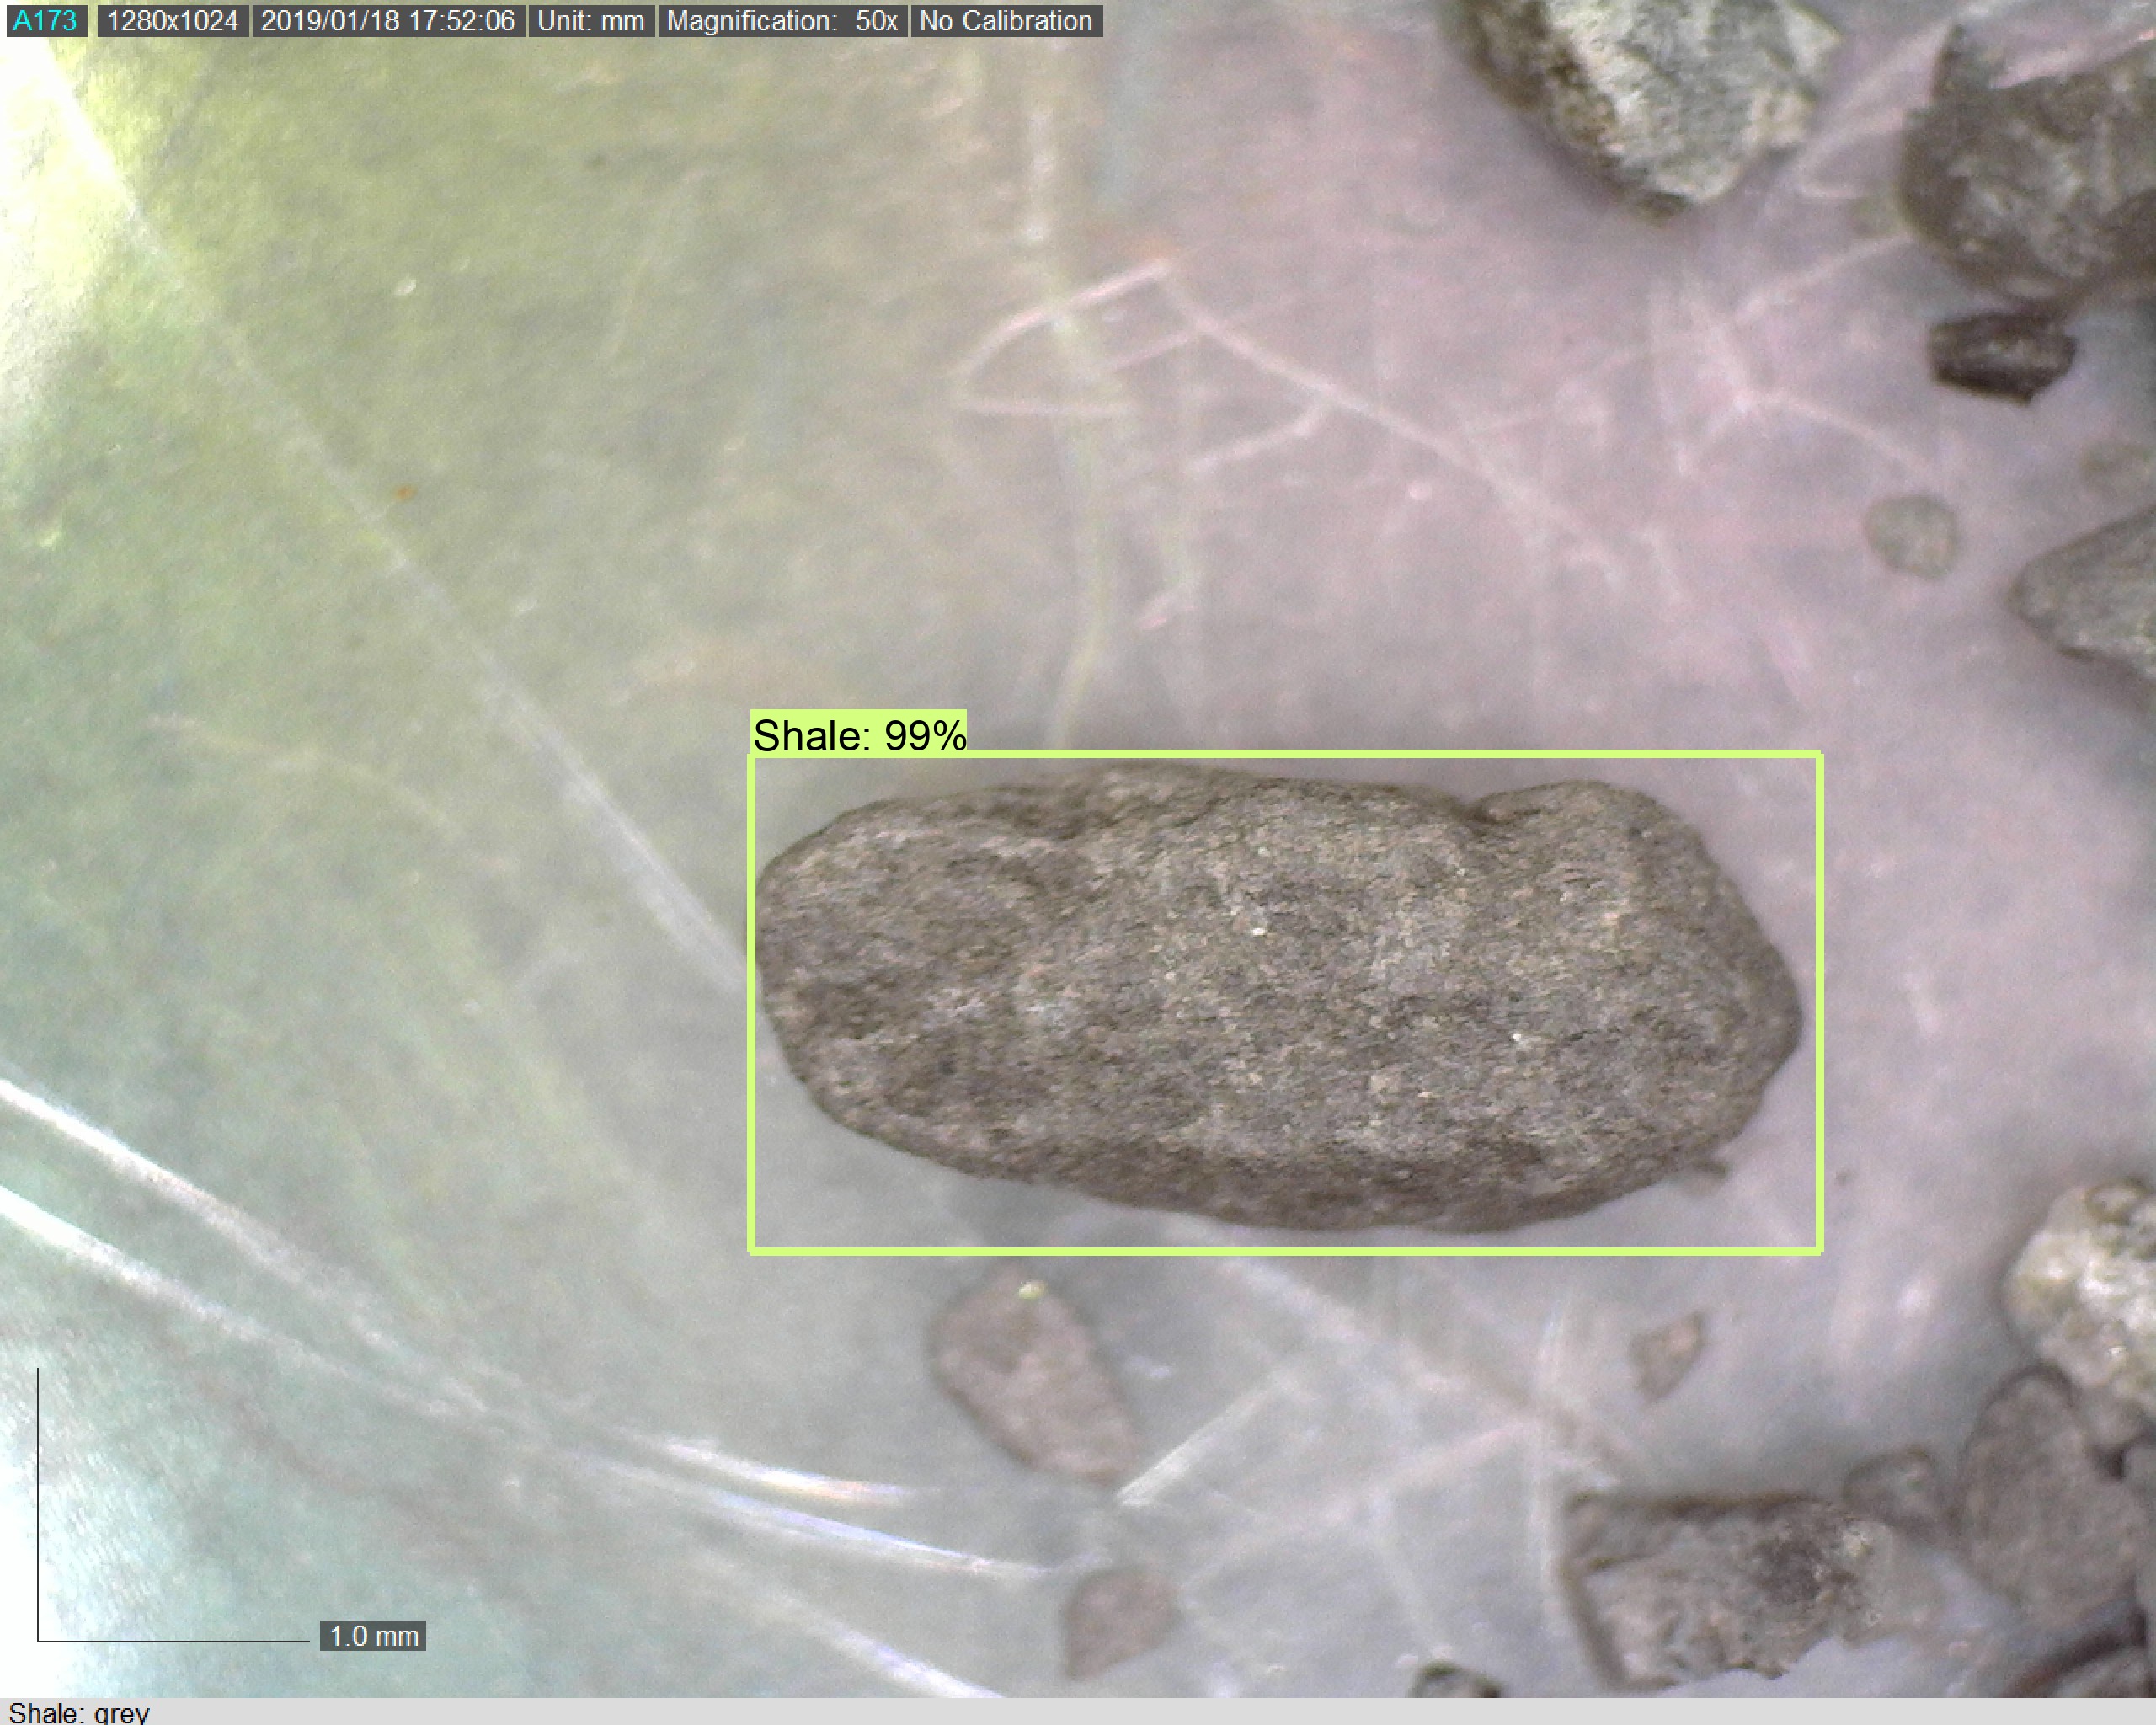 A173 1280x1024 2019/01/18 17:52:06 Unit: mm Magnification: 50x No Calibration
Shale: 99%
1.0 mm
Shale: grey